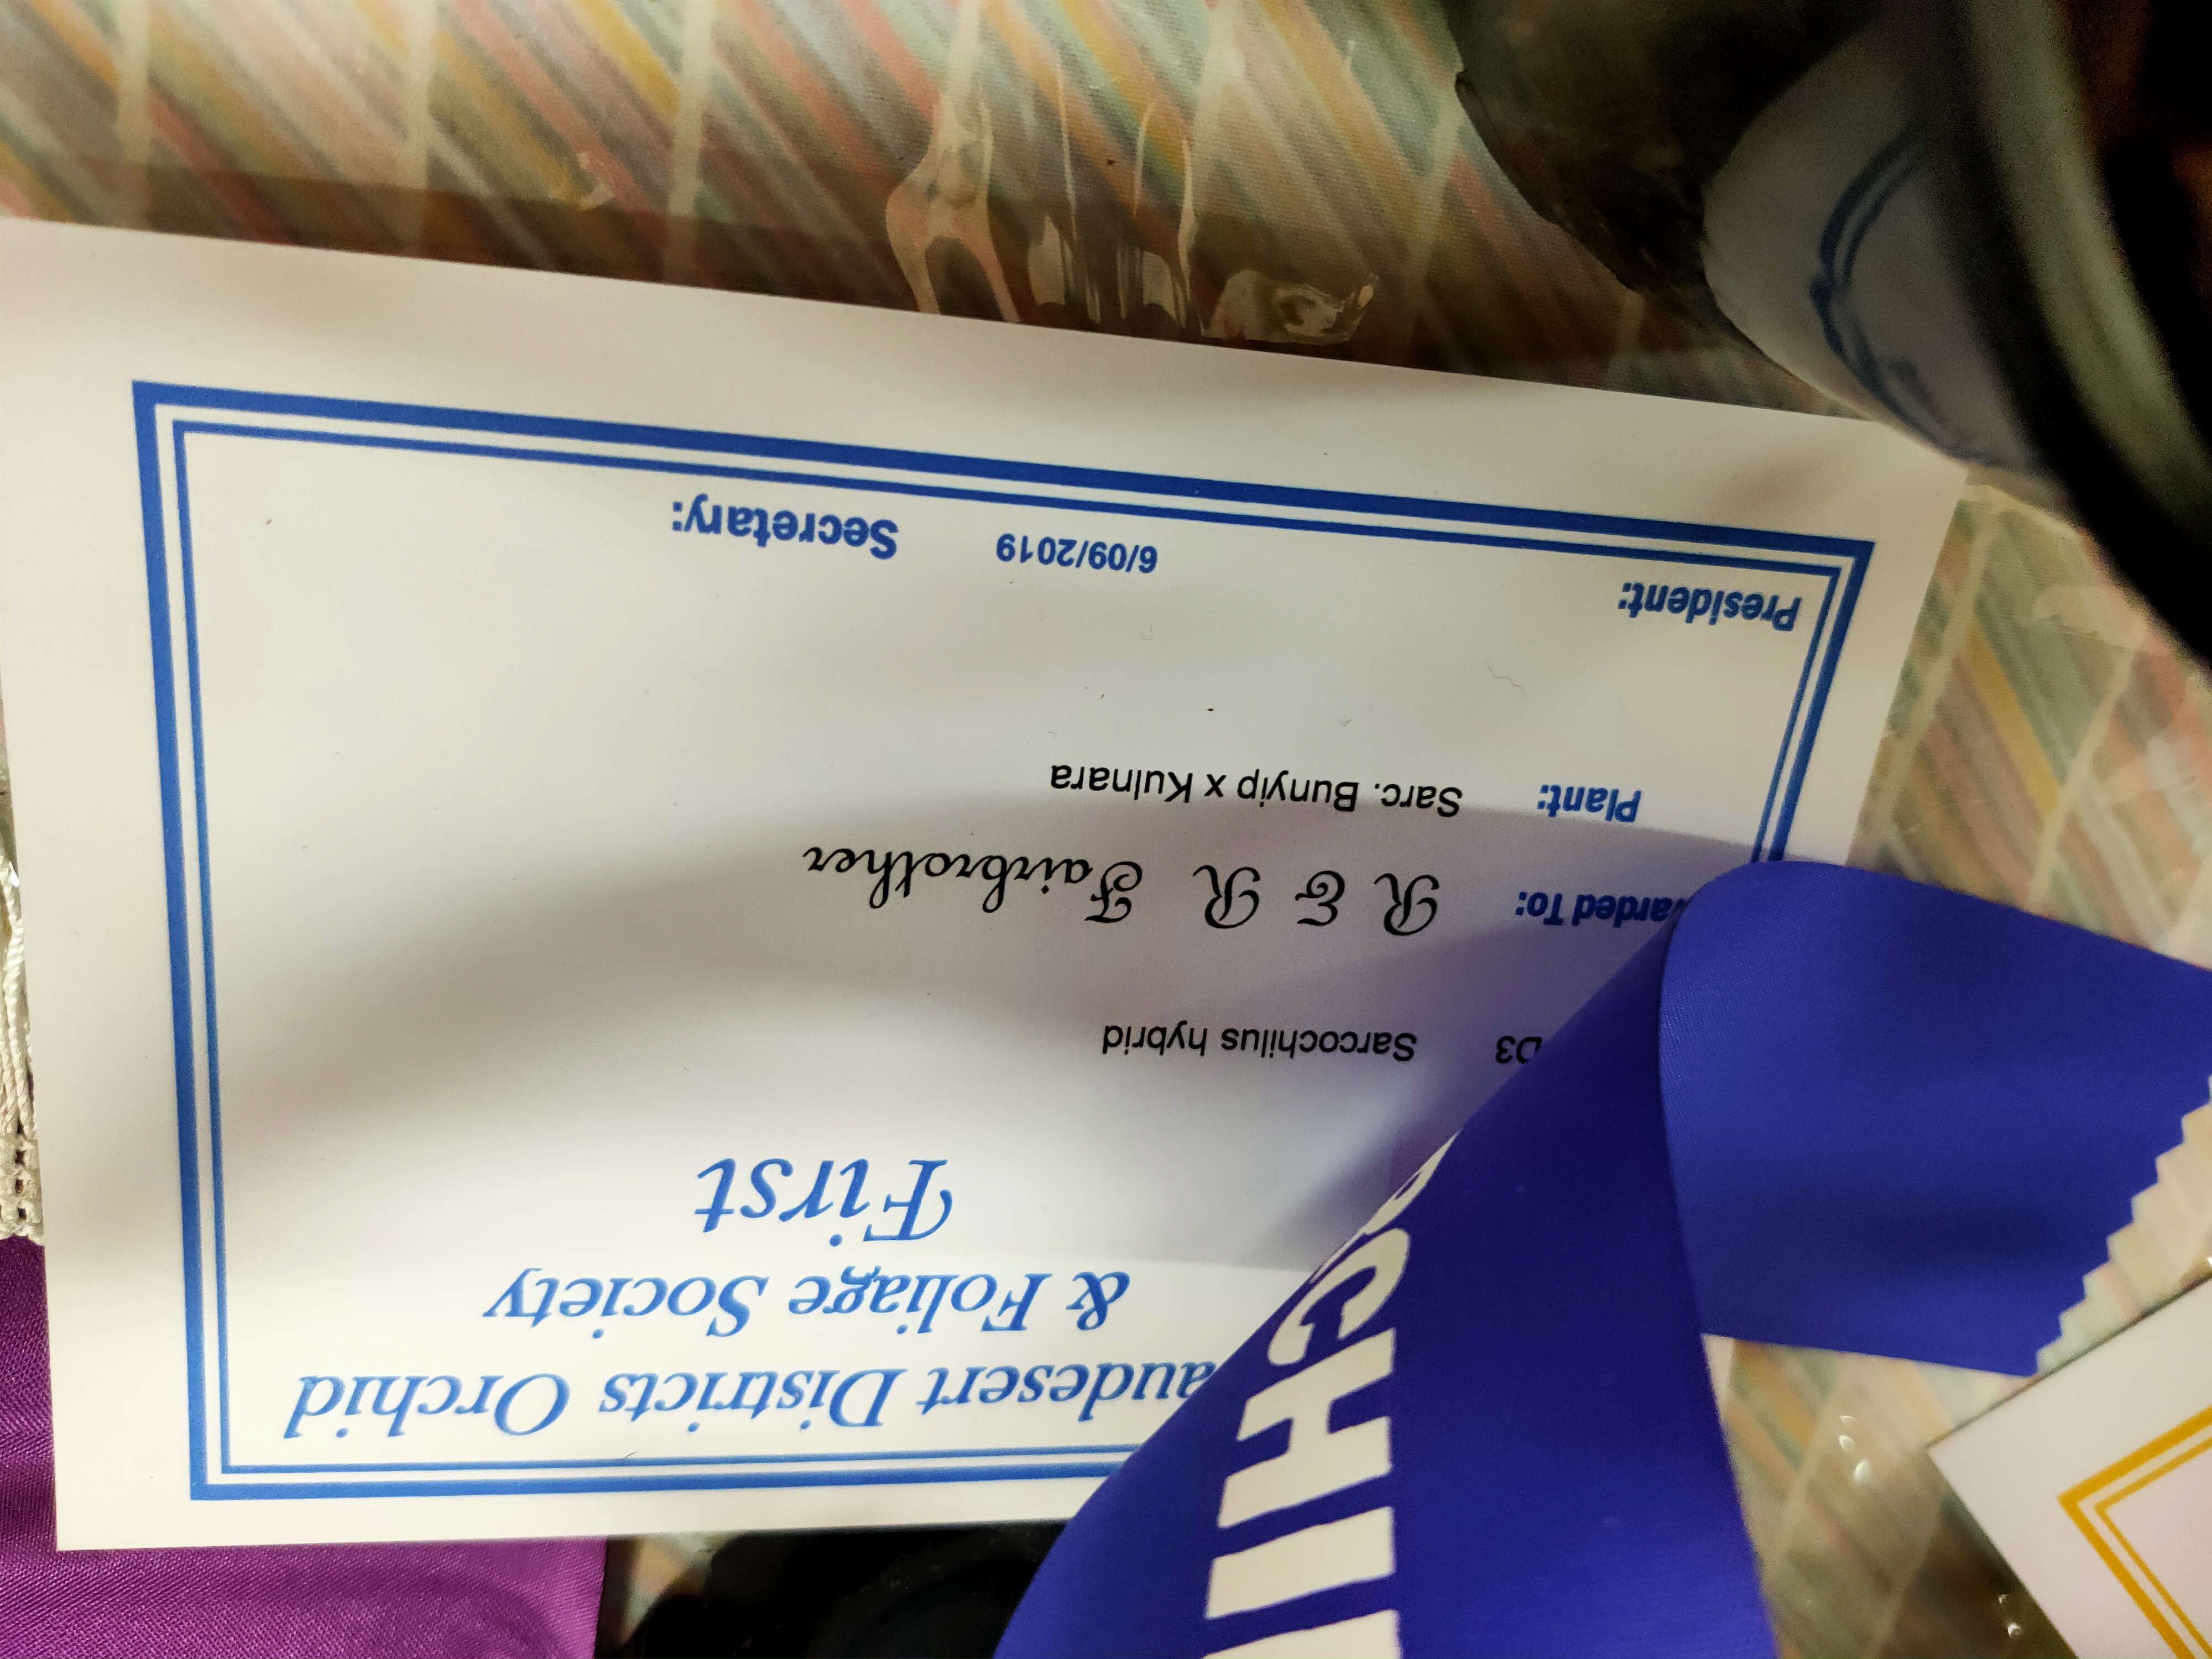 audesert Districts Orchid
& Foliage Society
First
D3 Sarcochilus hybrid
arded To: R & R Fairbrother
Plant: Sarc. Bunyip x Kulnara
President: 6/09/2019 Secretary:
CHI